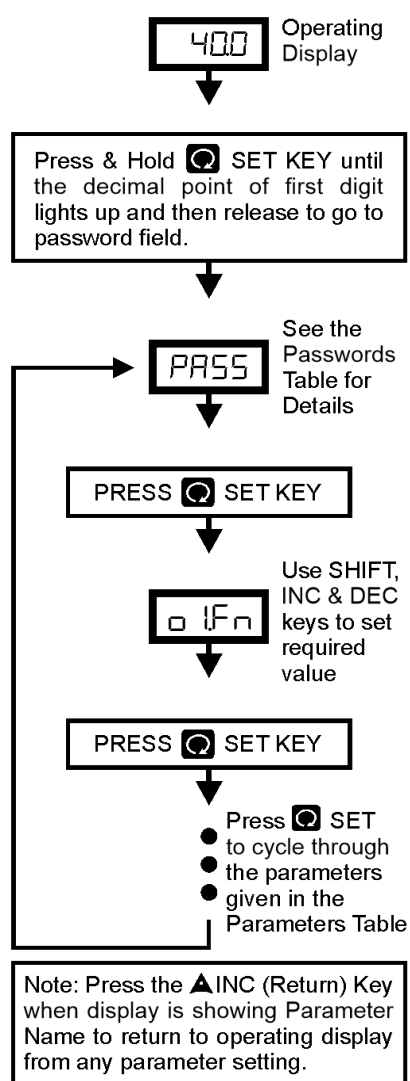 40.0
Operating
Display
Press & Hold SET KEY until
the decimal point of first digit
lights up and then release to go to
password field.
PASS
See the
Passwords
Table for
Details
PRESS SET KEY
o 1.Fn
Use SHIFT,
INC & DEC
keys to set
required
value
PRESS SET KEY
Press SET
to cycle through
the parameters
given in the
Parameters Table
Note: Press the ▲INC (Return) Key
when display is showing Parameter
Name to return to operating display
from any parameter setting.